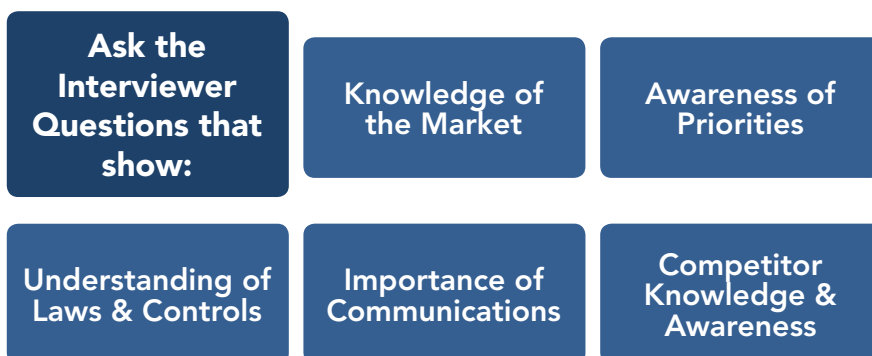 Ask the
Interviewer
Questions that
show:
Knowledge of
the Market
Awareness of
Priorities
Understanding of
Laws & Controls
Importance of
Communications
Competitor
Knowledge &
Awareness